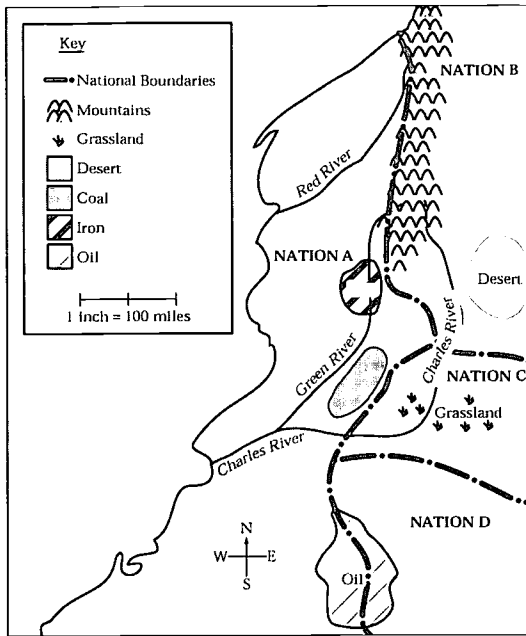 Key
National Boundaries
Mountains
Grassland
Desert
Coal
Iron
Oil
1 inch = 100 miles
NATION B
Red River
NATION A
Desert
Charles River
Green River
NATION C
Grassland
Charles River
NATION D
N
W E
S
Oil